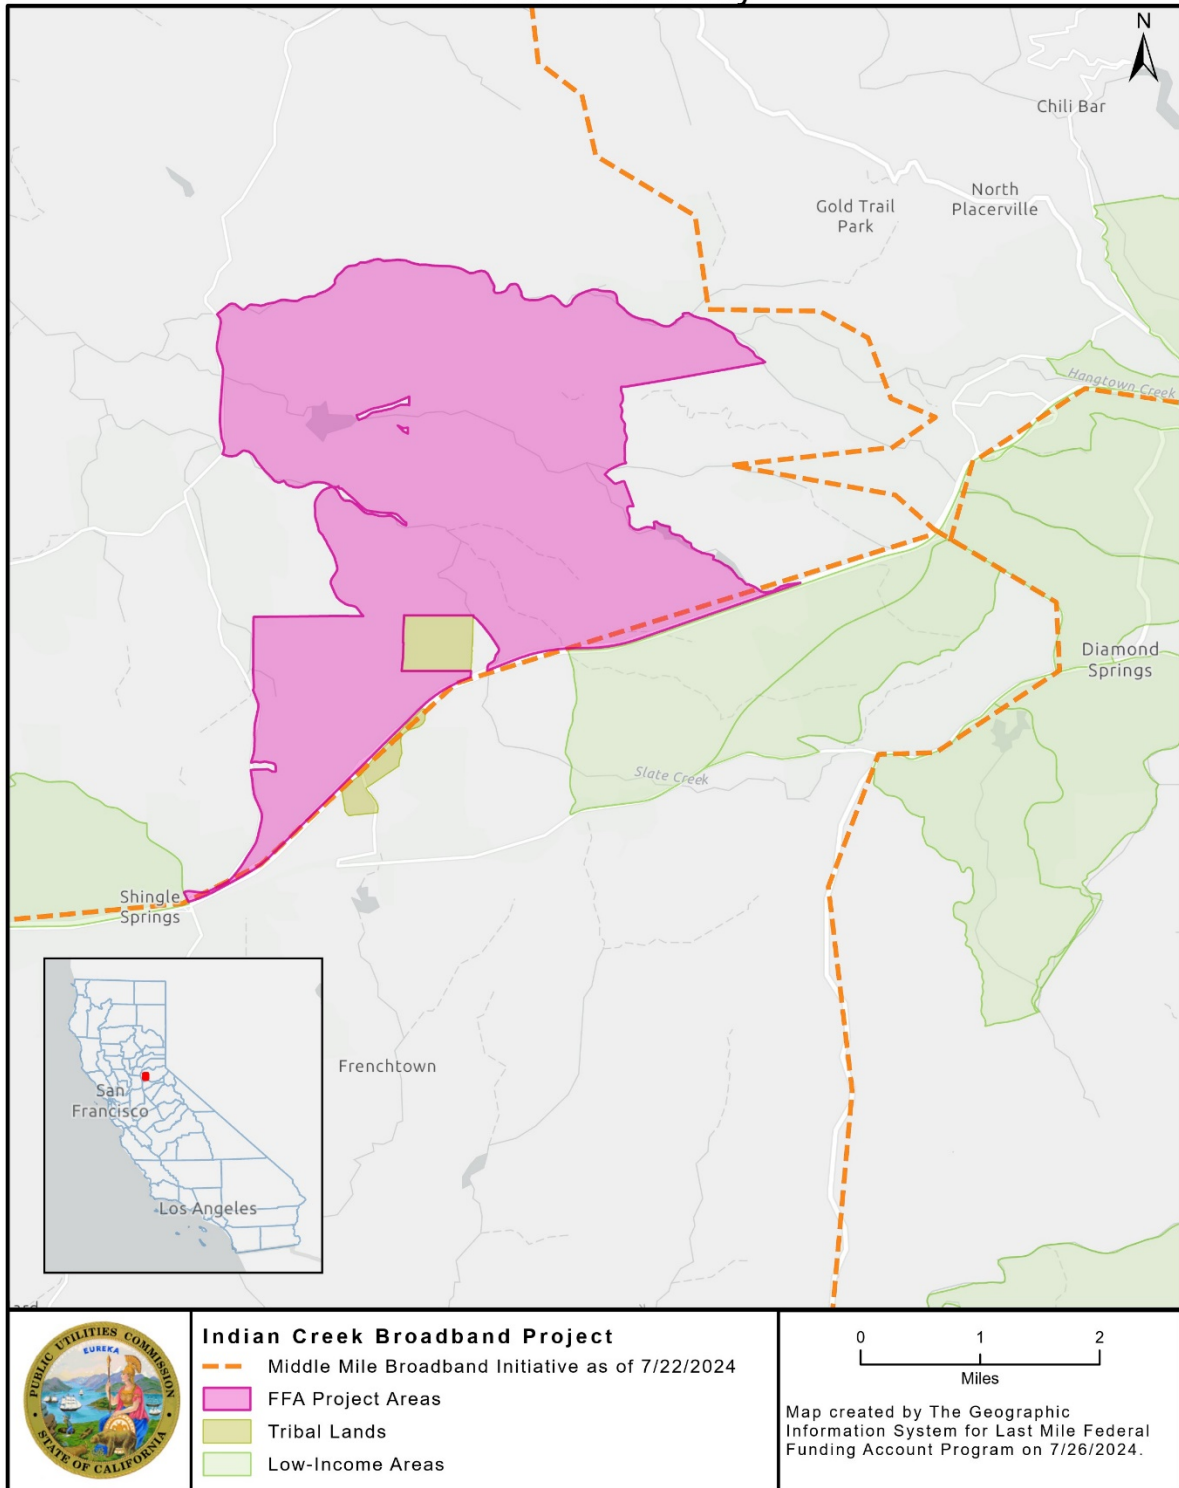 N
Chili Bar
North
Placerville
Gold Trail
Park
Hangtown Creek
Diamond
Springs
Slate Creek
Shingle
Springs
Frenchtown
San
Francisco
Los Angeles
PUBLIC UTILITIES COMMISSION
EUREKA
STATE OF CALIFORNIA
Indian Creek Broadband Project
Middle Mile Broadband Initiative as of 7/22/2024
FFA Project Areas
Tribal Lands
Low-Income Areas
0 1 2
Miles
Map created by The Geographic
Information System for Last Mile Federal
Funding Account Program on 7/26/2024.